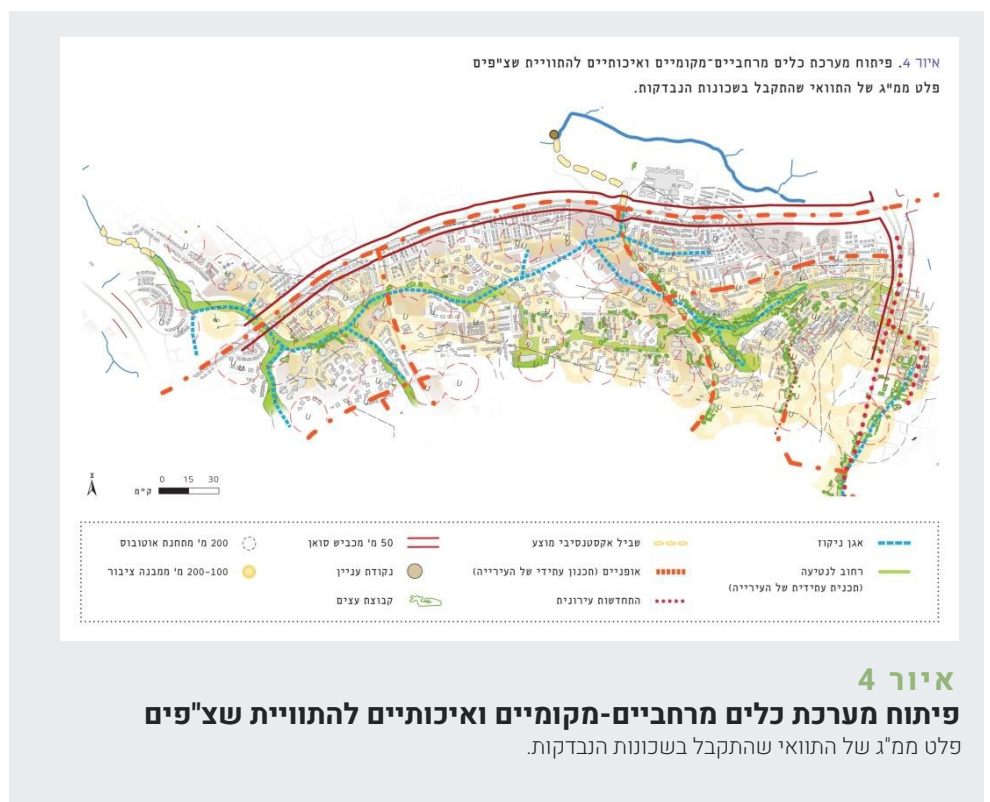 איור 4. פיתוח מערכת כלים מרחביים־מקומיים ואיכותיים להתוויית שצ"פים
פלט ממ"ג של התוואי שהתקבל בשכונות הנבדקות.
צ
0 15 30
ק"מ
אגן ניקוז
שביל אקסטנסיבי מוצע
50 מ' מכביש סואן
200 מ' מתחנת אוטובוס
רחוב לנטיעה
(תכנית עתידית של העירייה)
אופניים (תכנון עתידי של העירייה)
נקודת עניין
100–200 מ' ממבנה ציבור
התחדשות עירונית
קבוצת עצים
איור 4
פיתוח מערכת כלים מרחביים-מקומיים ואיכותיים להתוויית שצ"פים
פלט ממ"ג של התוואי שהתקבל בשכונות הנבדקות.